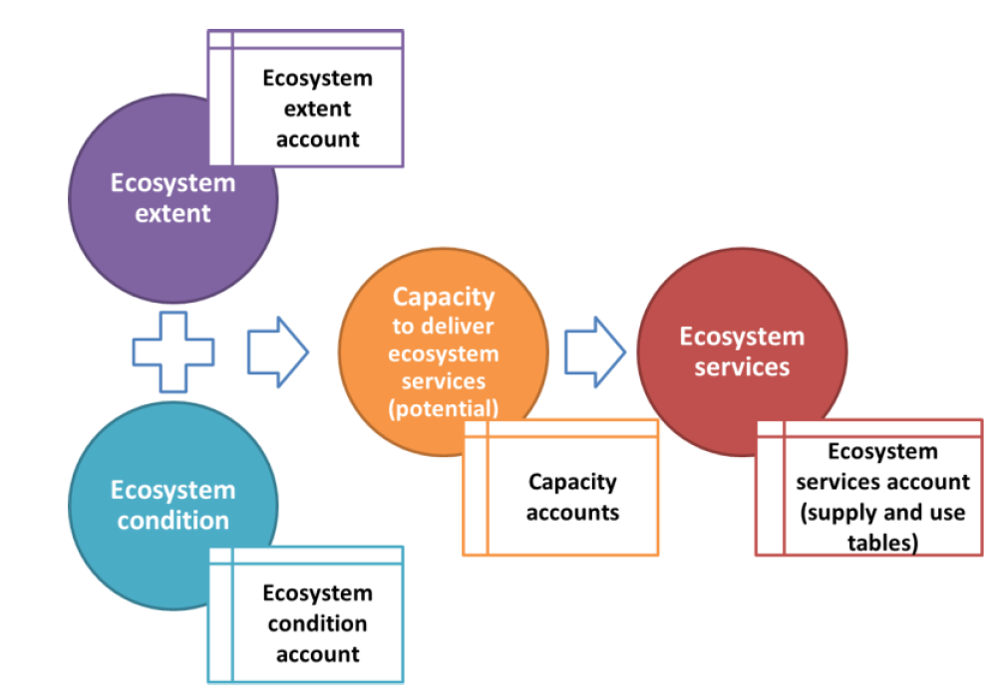 Ecosystem
extent
account
Ecosystem
extent
Capacity
to deliver
ecosystem
services
(potential)
Ecosystem
services
Capacity
accounts
Ecosystem
services account
(supply and use
tables)
Ecosystem
condition
Ecosystem
condition
account